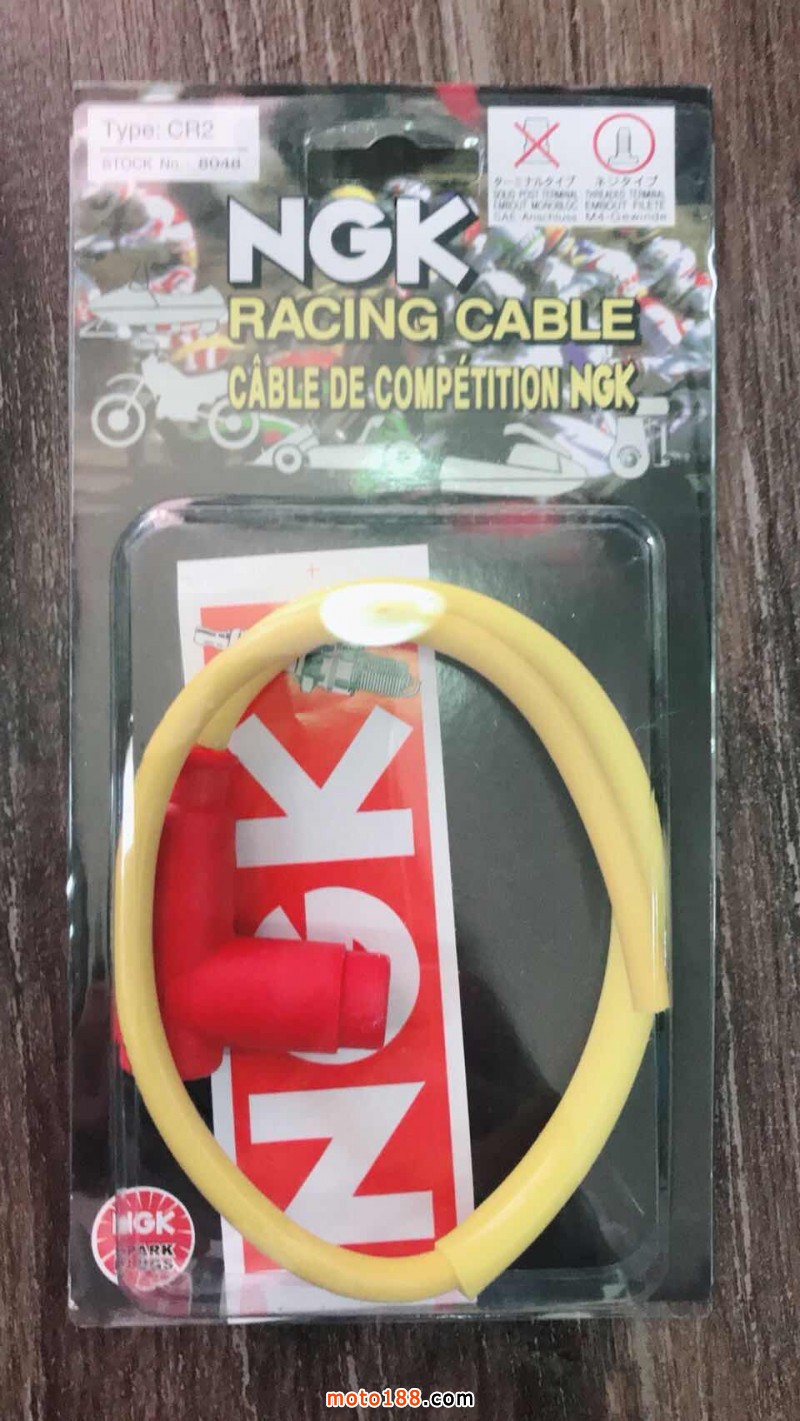 Type: CR2
STOCK No.: 8048
ターミナルタイプ
SOLID POST TERMINAL
EMBOUT MONOBLOC
SAE-Anschluss
ネジタイプ
THREADED TERMINAL
EMBOUT FILETE
M4-Gewinde
NGK
RACING CABLE
CÂBLE DE COMPÉTITION NGK
NGK
NGK
SPARK
PLUGS
moto188.com